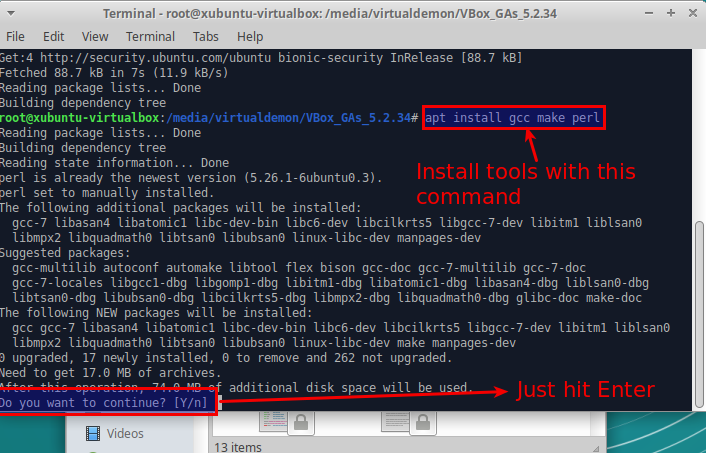 Terminal - root@xubuntu-virtualbox: /media/virtualdemon/VBox_GAs_5.2.34
File Edit View Terminal Tabs Help
Get:4 http://security.ubuntu.com/ubuntu bionic-security InRelease [88.7 kB]
Fetched 88.7 kB in 7s (11.9 kB/s)
Reading package lists... Done
Building dependency tree
root@xubuntu-virtualbox:/media/virtualdemon/VBox_GAs_5.2.34# apt install gcc make perl
Reading package lists... Done
Building dependency tree
Reading state information... Done
perl is already the newest version (5.26.1-6ubuntu0.3).
perl set to manually installed.
Install tools with this
command
The following additional packages will be installed:
gcc-7 libasan4 libatomic1 libc-dev-bin libc6-dev libcilkrts5 libgcc-7-dev libitm1 liblsan0
libmpx2 libquadmath0 libtsan0 libubsan0 linux-libc-dev manpages-dev
Suggested packages:
gcc-multilib autoconf automake libtool flex bison gcc-doc gcc-7-multilib gcc-7-doc
gcc-7-locales libgcc1-dbg libgomp1-dbg libitm1-dbg libatomic1-dbg libasan4-dbg liblsan0-dbg
libtsan0-dbg libubsan0-dbg libcilkrts5-dbg libmpx2-dbg libquadmath0-dbg glibc-doc make-doc
The following NEW packages will be installed:
gcc gcc-7 libasan4 libatomic1 libc-dev-bin libc6-dev libcilkrts5 libgcc-7-dev libitm1 liblsan0
libmpx2 libquadmath0 libtsan0 libubsan0 linux-libc-dev make manpages-dev
0 upgraded, 17 newly installed, 0 to remove and 262 not upgraded.
Need to get 17.0 MB of archives.
After this operation, 74.0 MB of additional disk space will be used.
Do you want to continue? [Y/n]
Just hit Enter
Videos
13 items